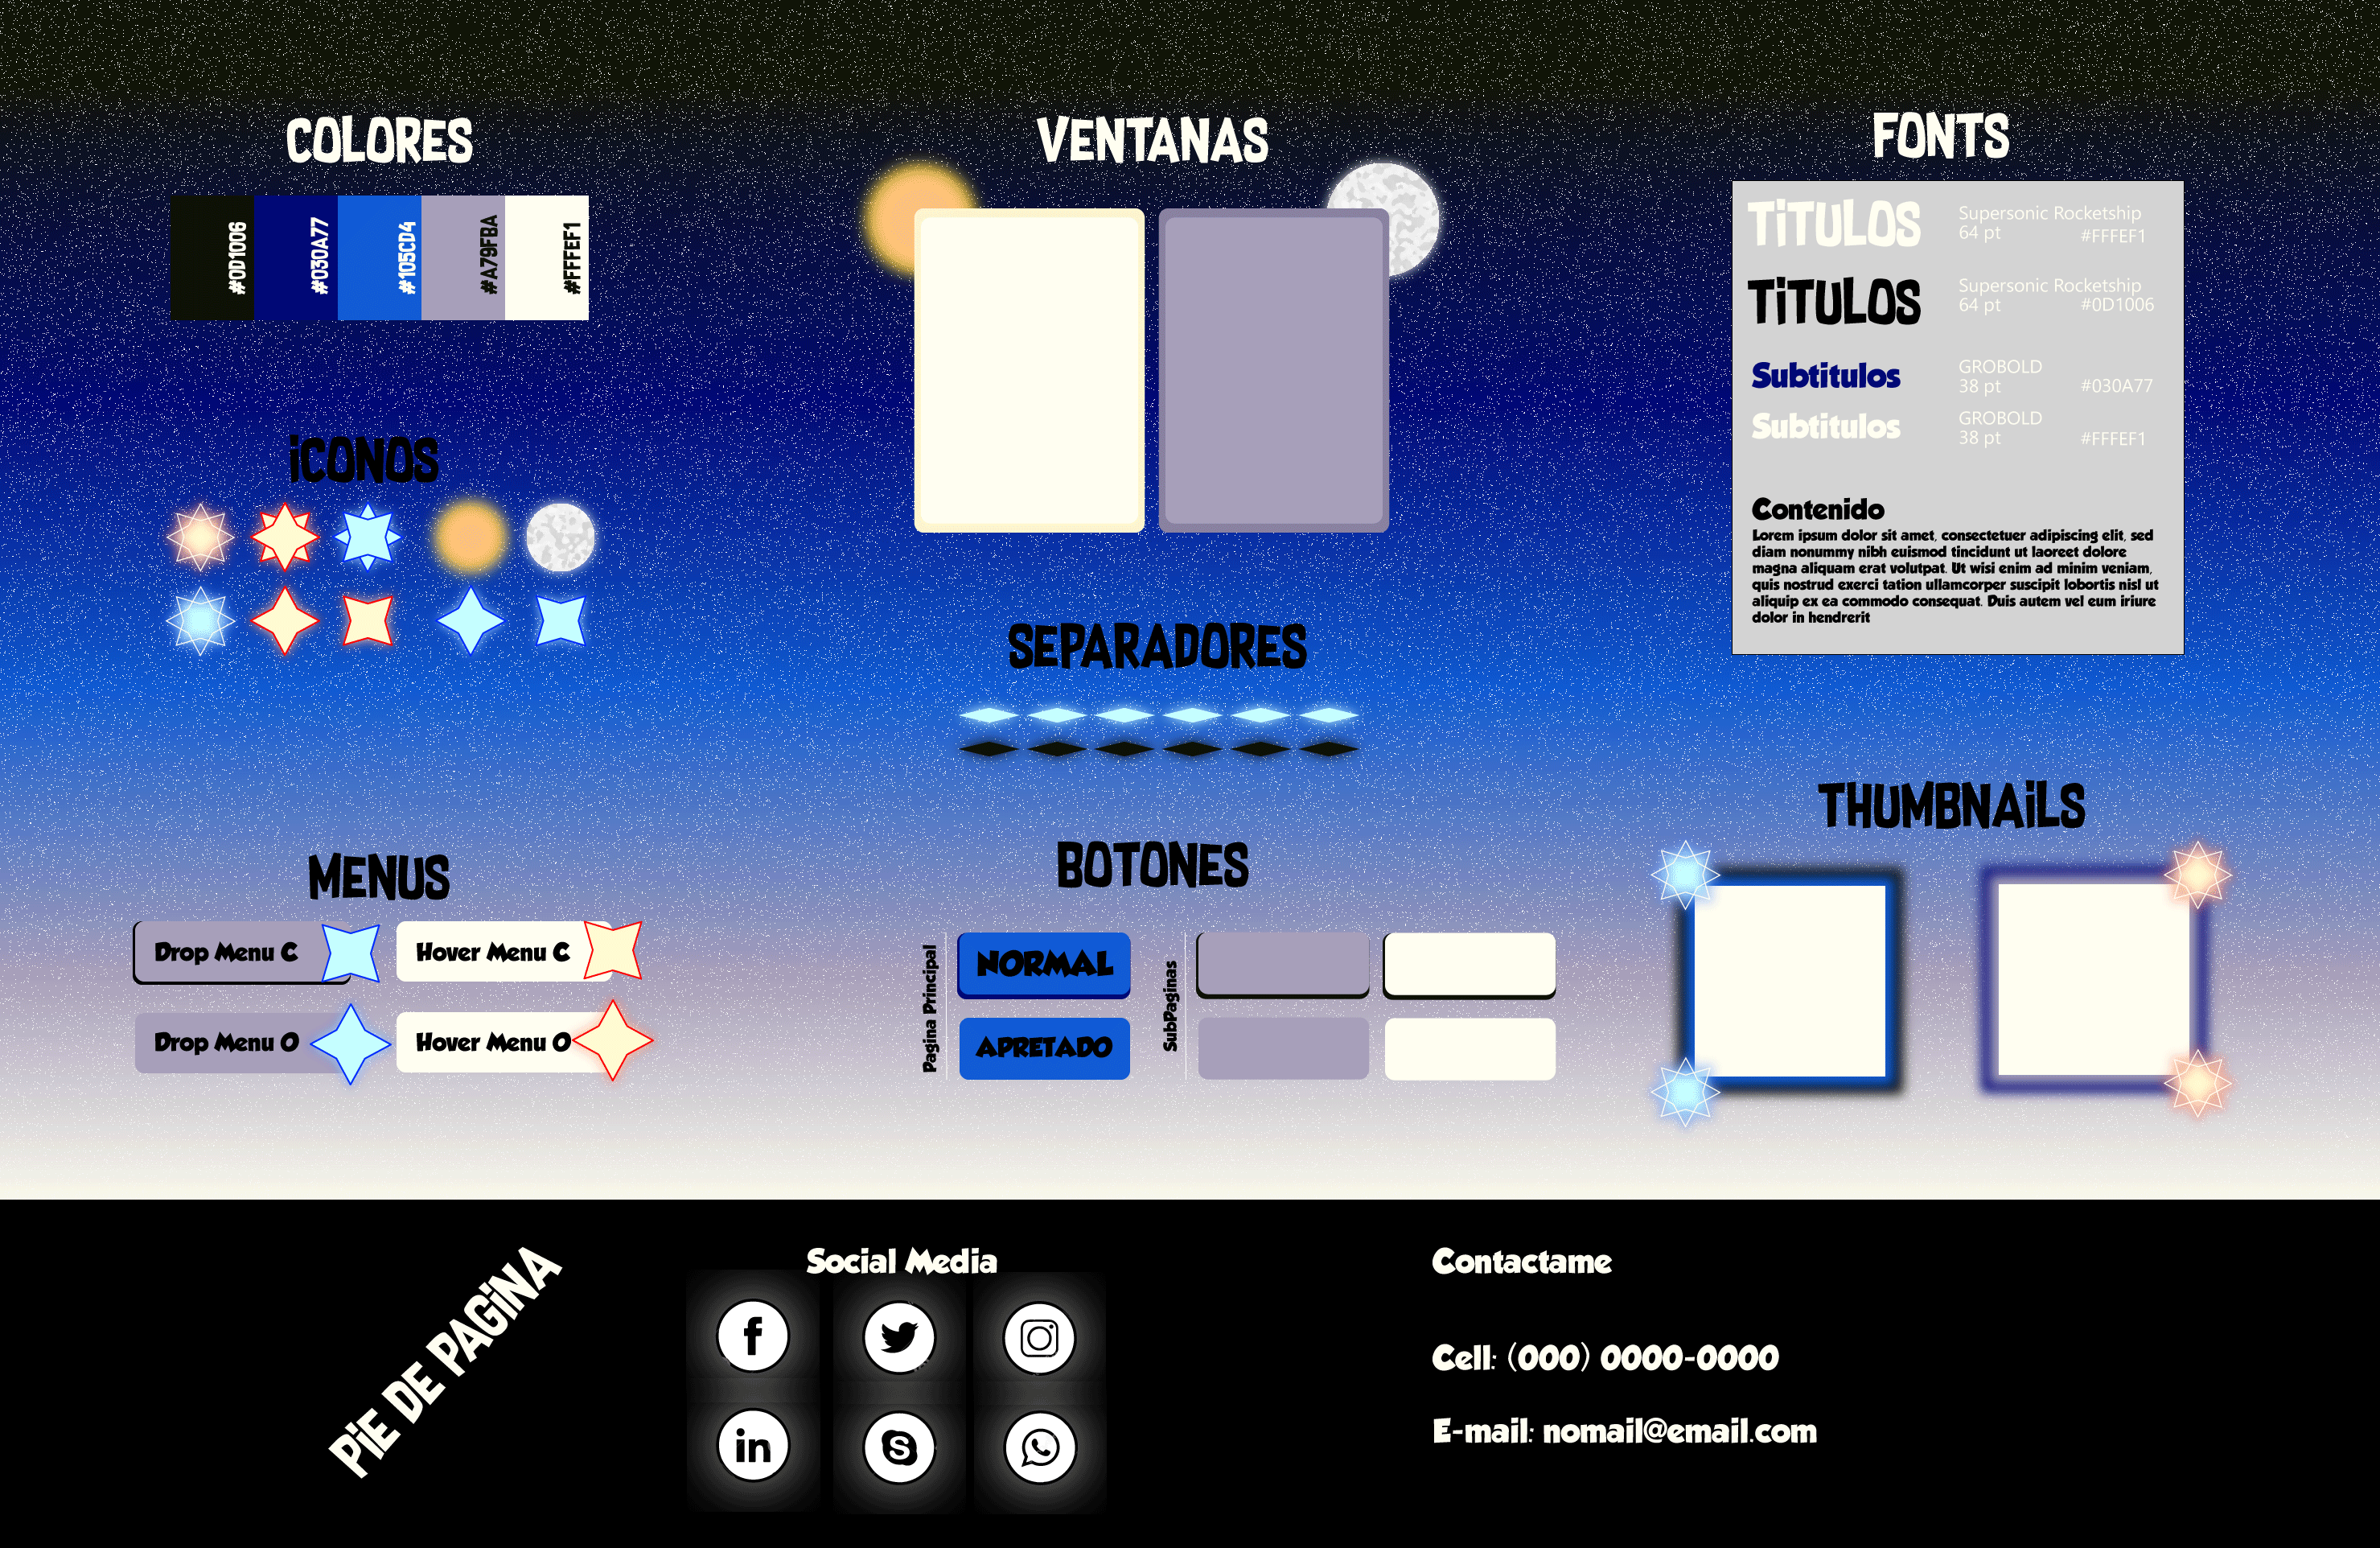 COLORES
#0D1006
#030A77
#105CD4
#A79FBA
#FFFEF1
iCONOS
MENUS
Drop Menu C
Hover Menu C
Drop Menu O
Hover Menu O
VENTANAS
SEPARADORES
BOTONES
Pagina Principal
NORMAL
APRETADO
SubPaginas
FONTS
TiTULOS
Supersonic Rocketship
64 pt #FFFEF1
TiTULOS
Supersonic Rocketship
64 pt #0D1006
Subtitulos
GROBOLD
38 pt #030A77
Subtitulos
GROBOLD
38 pt #FFFEF1
Contenido
Lorem ipsum dolor sit amet, consectetuer adipiscing elit, sed
diam nonummy nibh euismod tincidunt ut laoreet dolore
magna aliquam erat volutpat. Ut wisi enim ad minim veniam,
quis nostrud exerci tation ullamcorper suscipit lobortis nisl ut
aliquip ex ea commodo consequat. Duis autem vel eum iriure
dolor in hendrerit
THUMBNAiLS
PiE DE PAGiNA
Social Media
f
in
S
Contactame
Cell: (000) 0000-0000
E-mail: nomail@email.com